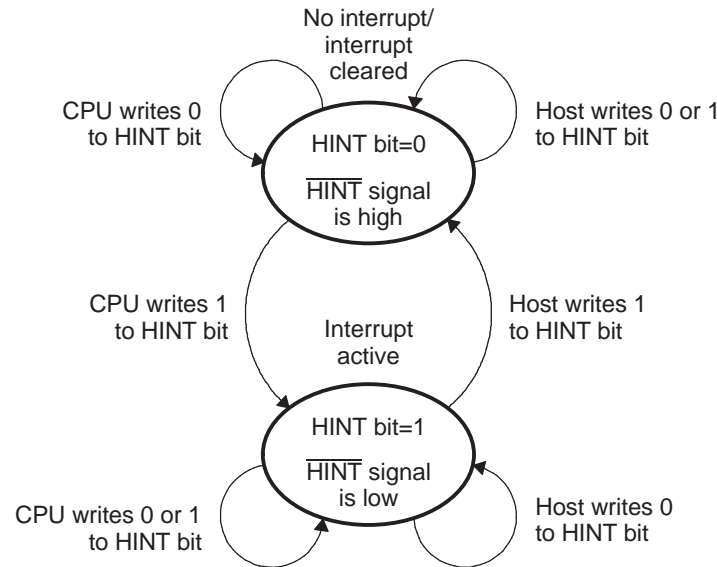 No interrupt/
interrupt
cleared
CPU writes 0
to HINT bit
Host writes 0 or 1
to HINT bit
HINT bit=0
H̅I̅N̅T̅ signal
is high
CPU writes 1
to HINT bit
Host writes 1
to HINT bit
Interrupt
active
HINT bit=1
H̅I̅N̅T̅ signal
is low
CPU writes 0 or 1
to HINT bit
Host writes 0
to HINT bit